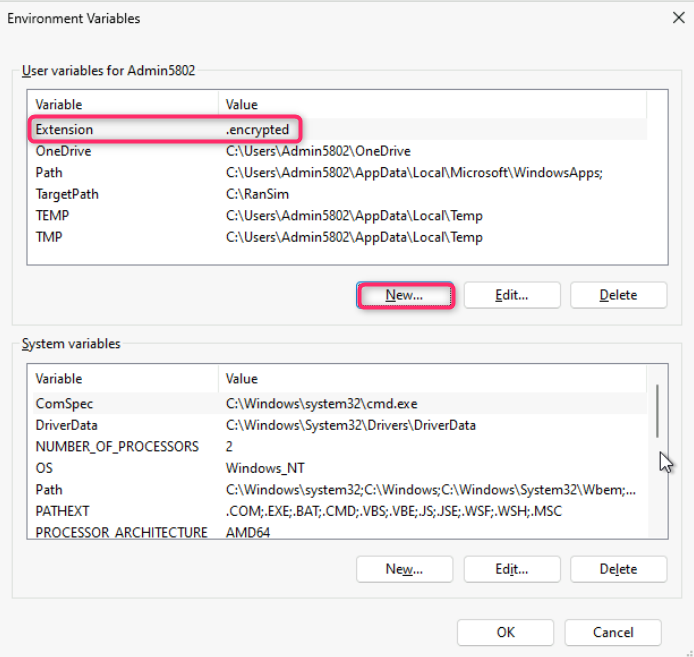 Environment Variables
User variables for Admin5802
Variable Value
Extension .encrypted
OneDrive C:\Users\Admin5802\OneDrive
Path C:\Users\Admin5802\AppData\Local\Microsoft\WindowsApps;
TargetPath C:\RanSim
TEMP C:\Users\Admin5802\AppData\Local\Temp
TMP C:\Users\Admin5802\AppData\Local\Temp
New... Edit... Delete
System variables
Variable Value
ComSpec C:\Windows\system32\cmd.exe
DriverData C:\Windows\System32\Drivers\DriverData
NUMBER_OF_PROCESSORS 2
OS Windows_NT
Path C:\Windows\system32;C:\Windows;C:\Windows\System32\Wbem;...
PATHEXT .COM;.EXE;.BAT;.CMD;.VBS;.VBE;.JS;.JSE;.WSF;.WSH;.MSC
PROCESSOR_ARCHITECTURE AMD64
New... Edit... Delete
OK Cancel